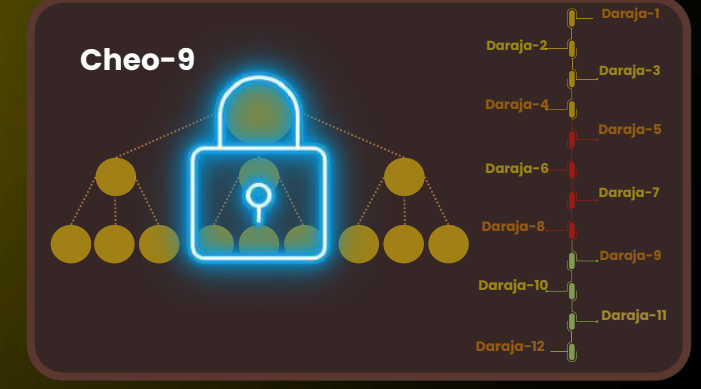 Cheo-9
Daraja-1
Daraja-2
Daraja-3
Daraja-4
Daraja-5
Daraja-6
Daraja-7
Daraja-8
Daraja-9
Daraja-10
Daraja-11
Daraja-12